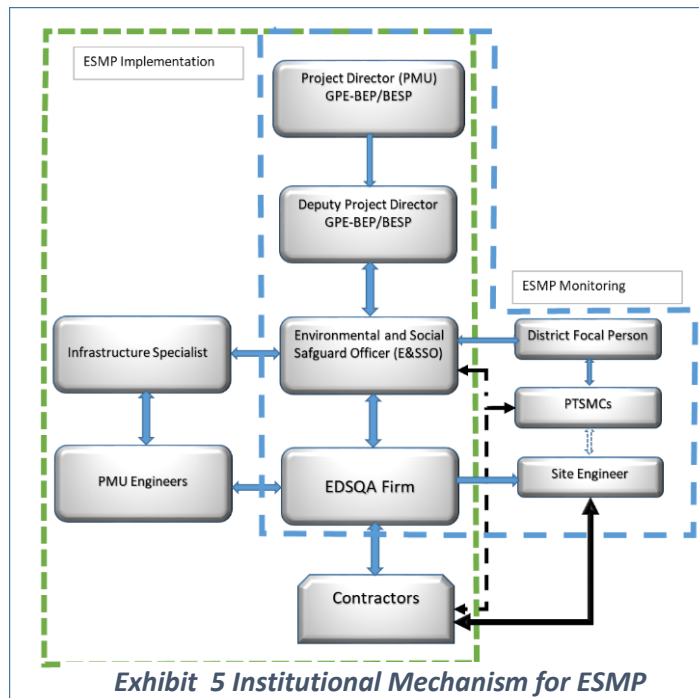 ESMP Implementation
Project Director (PMU)
GPE-BEP/BESP
Deputy Project Director
GPE-BEP/BESP
ESMP Monitoring
Infrastructure Specialist
Environmental and Social
Safguard Officer (E&SSO)
District Focal Person
PTSMCs
PMU Engineers
EDSQA Firm
Site Engineer
Contractors
Exhibit 5 Institutional Mechanism for ESMP